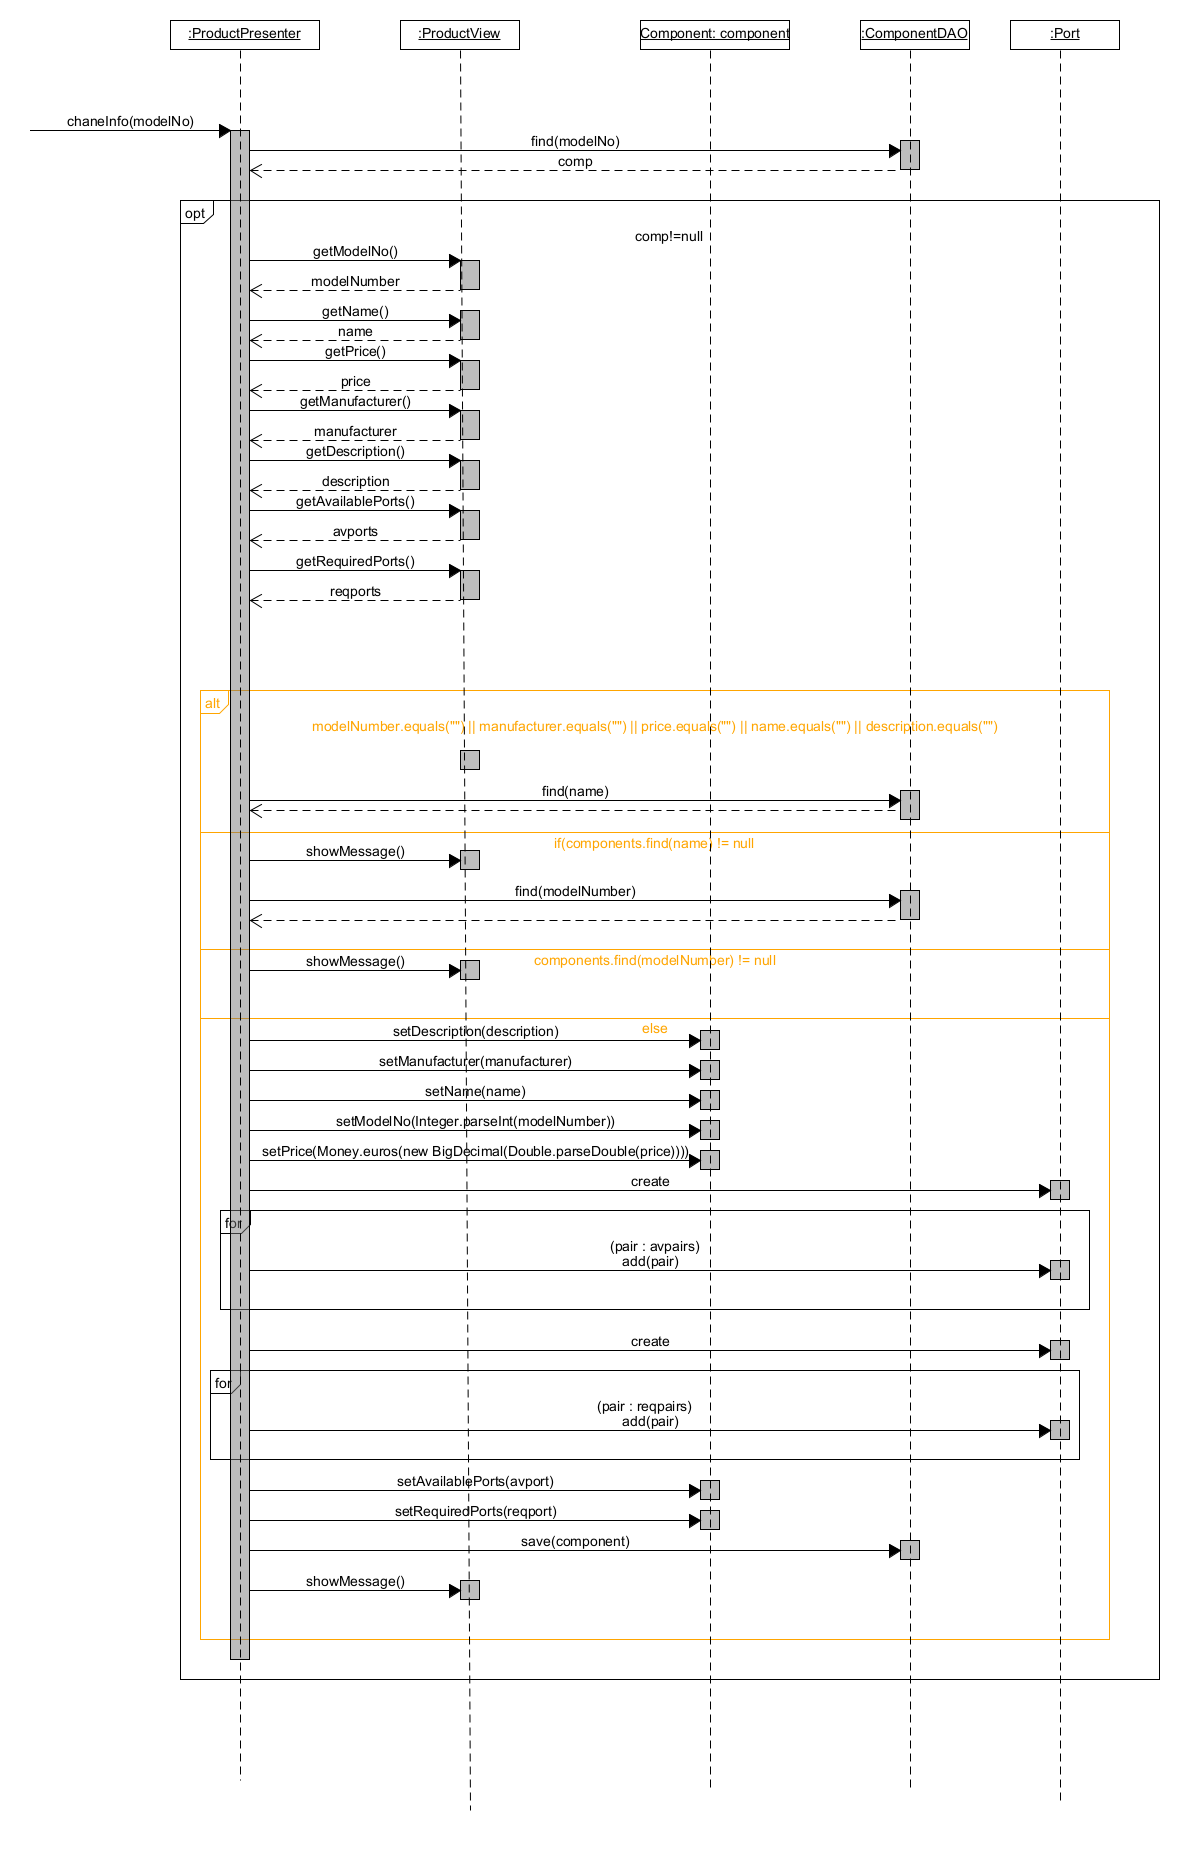 :ProductPresenter
:ProductView
Component: component
:ComponentDAO
:Port
chaneInfo(modelNo)
find(modelNo)
comp
opt
comp!=null
getModelNo()
modelNumber
getName()
name
getPrice()
price
getManufacturer()
manufacturer
getDescription()
description
getAvailablePorts()
avports
getRequiredPorts()
reqports
alt
modelNumber.equals("") || manufacturer.equals("") || price.equals("") || name.equals("") || description.equals("")
find(name)
if(components.find(name) != null
showMessage()
find(modelNumber)
components.find(modelNumber) != null
showMessage()
else
setDescription(description)
setManufacturer(manufacturer)
setName(name)
setModelNo(Integer.parseInt(modelNumber))
setPrice(Money.euros(new BigDecimal(Double.parseDouble(price))))
create
for
(pair : avpairs)
add(pair)
create
for
(pair : reqpairs)
add(pair)
setAvailablePorts(avport)
setRequiredPorts(reqport)
save(component)
showMessage()